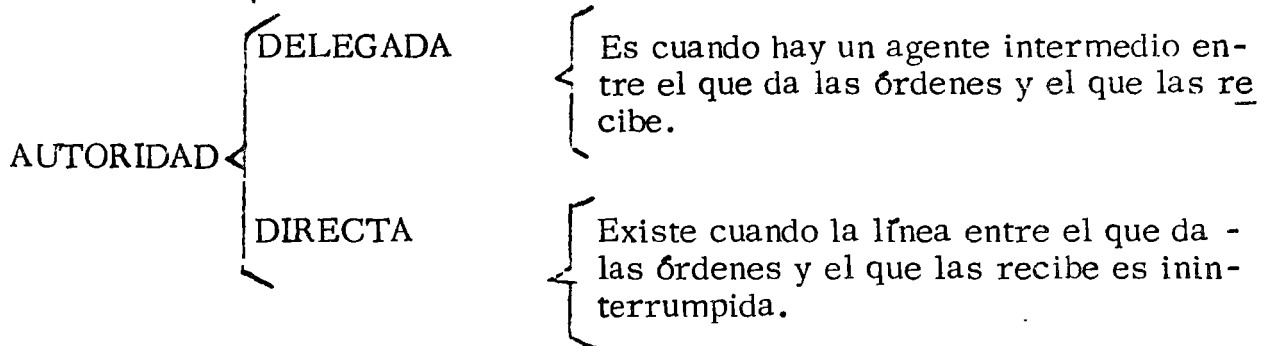 DELEGADA
Es cuando hay un agente intermedio en-
tre el que da las órdenes y el que las re
cibe.
AUTORIDAD
DIRECTA
Existe cuando la línea entre el que da -
las órdenes y el que las recibe es inin-
terrumpida.